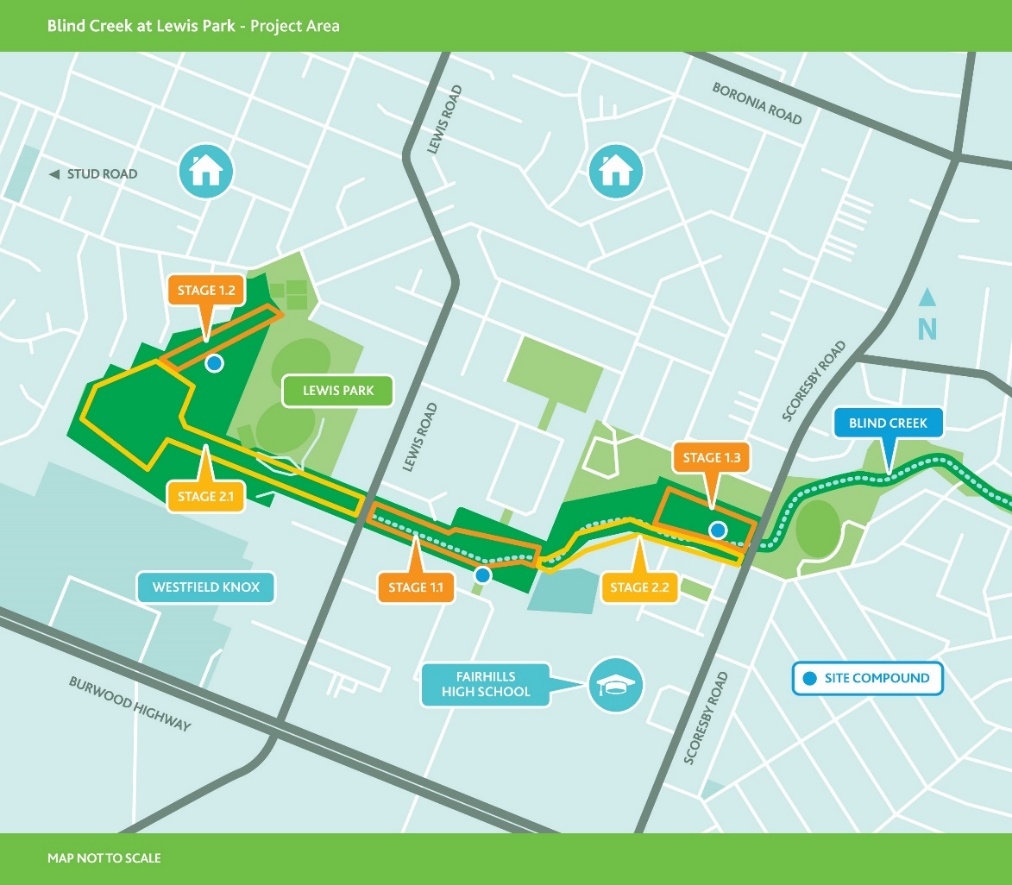 Blind Creek at Lewis Park - Project Area
BORONIA ROAD
LEWIS ROAD
◄ STUD ROAD
STAGE 1.2
N
SCORESBY ROAD
LEWIS PARK
BLIND CREEK
LEWIS ROAD
STAGE 1.3
STAGE 2.1
WESTFIELD KNOX
STAGE 1.1
STAGE 2.2
FAIRHILLS
HIGH SCHOOL
SITE COMPOUND
BURWOOD HIGHWAY
SCORESBY ROAD
MAP NOT TO SCALE